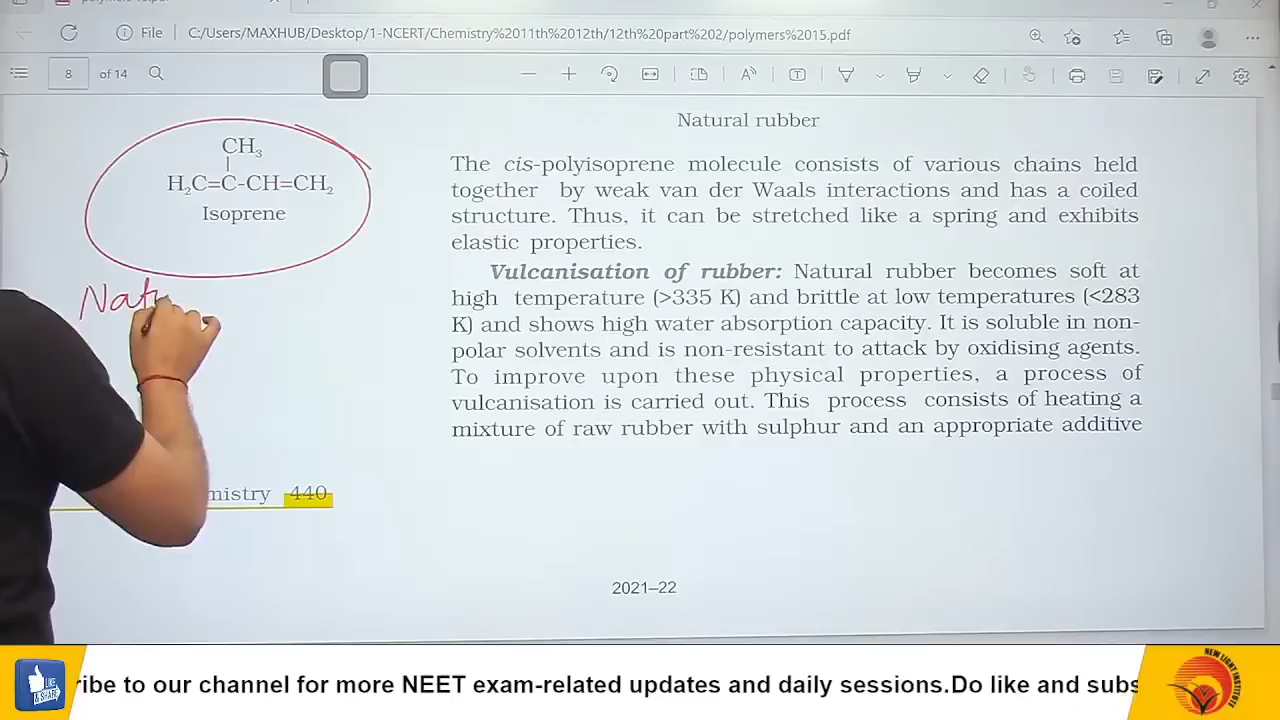 File C:/Users/MAXHUB/Desktop/1-NCERT/Chemistry%2011th%2012th/12th%20part%202/polymers%2015.pdf
8 of 14
Natural rubber
CH3
H2C=C-CH=CH2
Isoprene
The cis-polyisoprene molecule consists of various chains held
together by weak van der Waals interactions and has a coiled
structure. Thus, it can be stretched like a spring and exhibits
elastic properties.
Vulcanisation of rubber: Natural rubber becomes soft at
high temperature (>335 K) and brittle at low temperatures (<283
K) and shows high water absorption capacity. It is soluble in non-
polar solvents and is non-resistant to attack by oxidising agents.
To improve upon these physical properties, a process of
vulcanisation is carried out. This process consists of heating a
mixture of raw rubber with sulphur and an appropriate additive
Natu
mistry 440
2021–22
LIKE & SHARE
ribe to our channel for more NEET exam-related updates and daily sessions.Do like and subs
NEW LIGHT INSTITUTE